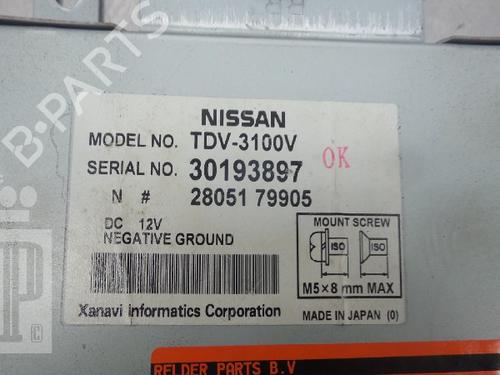 B-PARTS
NISSAN
MODEL NO. TDV-3100V
SERIAL NO. 30193897 OK
N # 28051 79905
DC 12V
NEGATIVE GROUND
MOUNT SCREW
ISO ISO
M5×8 mm MAX
Xanavi Informatics Corporation MADE IN JAPAN (0)
RELDER PARTS B.V